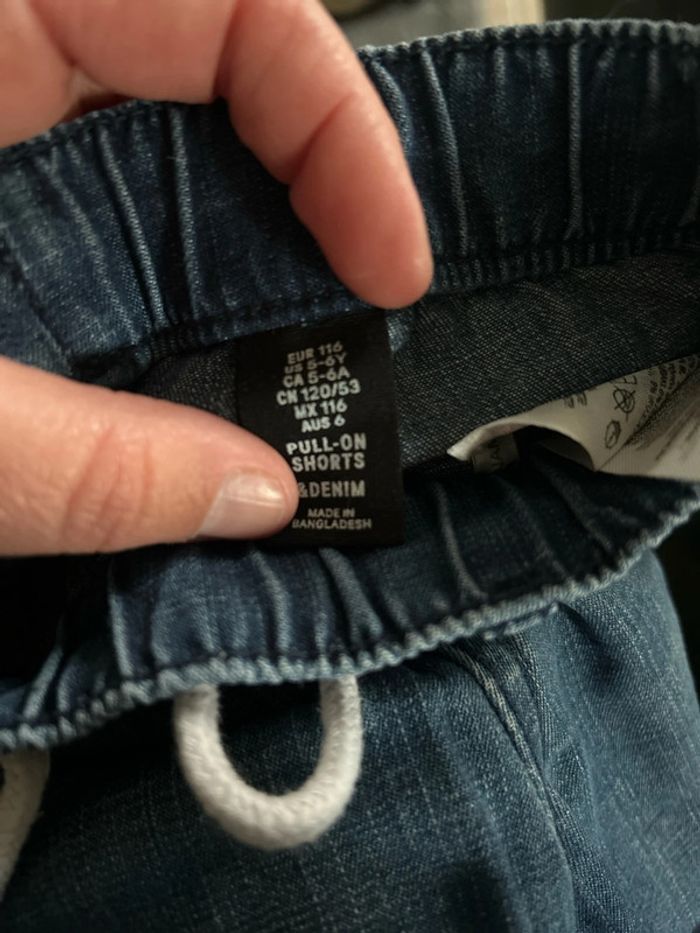 EUR 116
US 5-6Y
CA 5-6A
CN 120/53
MX 116
AUS 6
PULL-ON
SHORTS
&DENIM
MADE IN
BANGLADESH